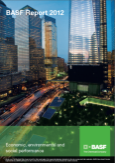 BASF Report 2012
Economic, environmental and
social performance
BASF